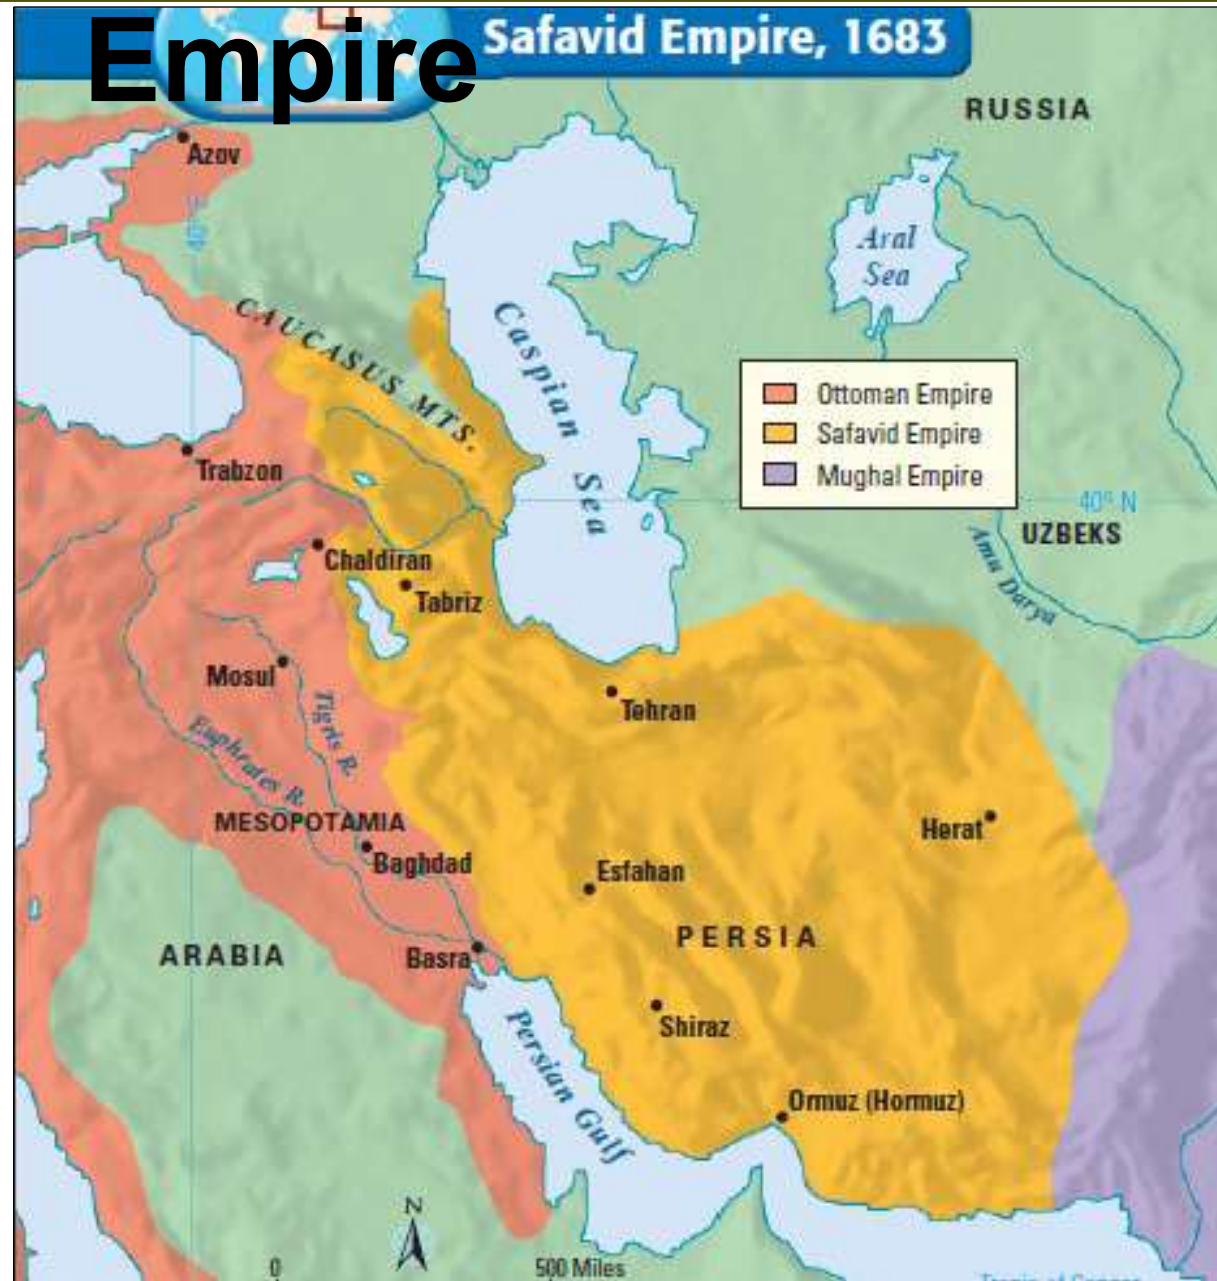 Empire
Safavid Empire, 1683
RUSSIA
Azov
Aral
Sea
CAUCASUS MTS.
Caspian Sea
Ottoman Empire
Safavid Empire
Mughal Empire
Trabzon
40° N
UZBEKS
Amu Darya
Chaldiran
Tabriz
Mosul
Tigris R.
Tehran
Euphrates R.
MESOPOTAMIA
Herat
Baghdad
Esfahan
PERSIA
ARABIA
Basra
Shiraz
Persian Gulf
Ormuz (Hormuz)
N
0
500 Miles